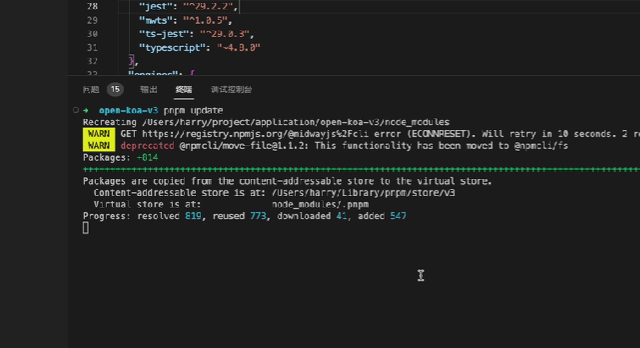 28 "jest": "^29.2.2",
29 "mwts": "^1.0.5",
30 "ts-jest": "^29.0.3",
31 "typescript": "~4.8.0"
32 },
33 "engines": {
问题 15 输出 终端 调试控制台
→ open-koa-v3 pnpm update
Recreating /Users/harry/project/application/open-koa-v3/node_modules
WARN GET https://registry.npmjs.org/@midwayjs%2Fcli error (ECONNRESET). Will retry in 10 seconds. 2 r
WARN deprecated @npmcli/move-file@1.1.2: This functionality has been moved to @npmcli/fs
Packages: +814
Packages are copied from the content-addressable store to the virtual store.
Content-addressable store is at: /Users/harry/Library/pnpm/store/v3
Virtual store is at: node_modules/.pnpm
Progress: resolved 819, reused 773, downloaded 41, added 547